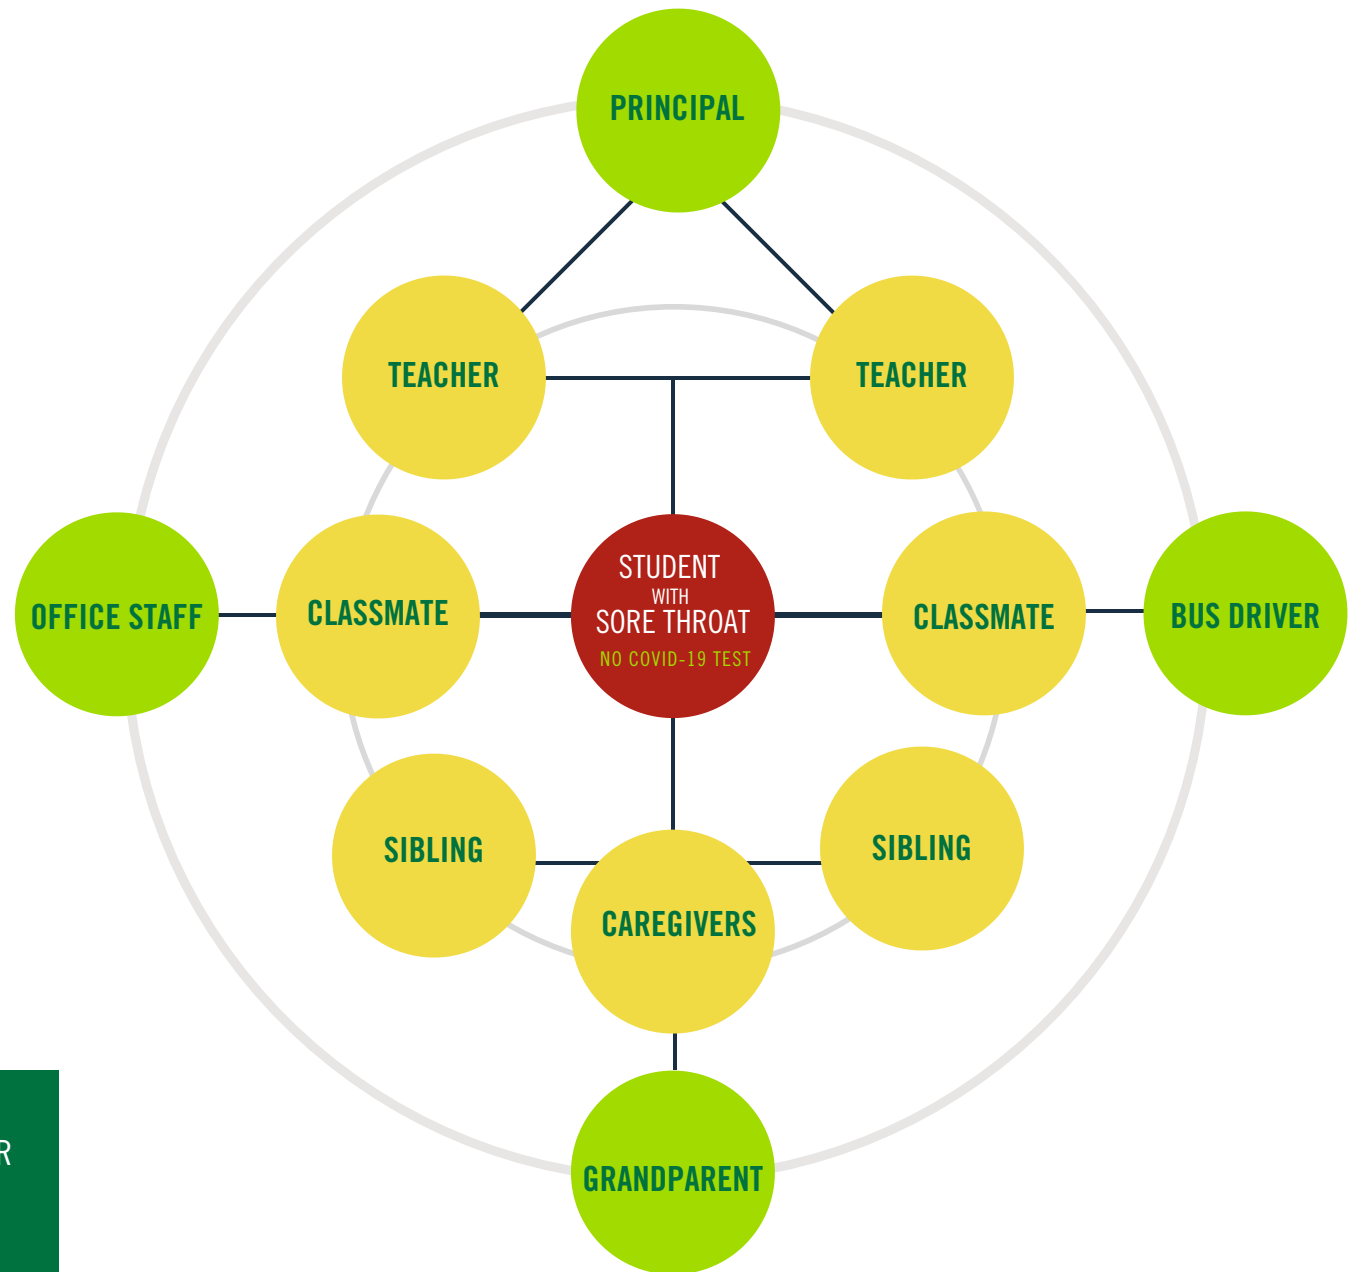 PRINCIPAL
TEACHER
TEACHER
OFFICE STAFF
CLASSMATE
STUDENT
WITH
SORE THROAT
NO COVID-19 TEST
CLASSMATE
BUS DRIVER
SIBLING
SIBLING
CAREGIVERS
R
GRANDPARENT